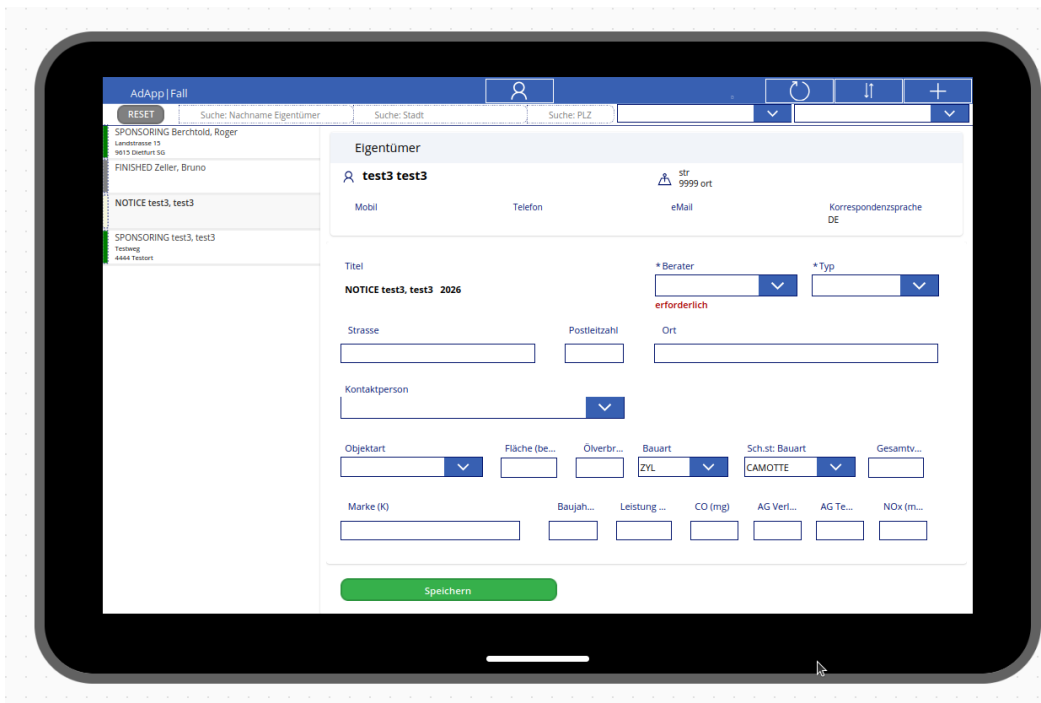 AdApp|Fall
RESET
Suche: Nachname Eigentümer
Suche: Stadt
Suche: PLZ
SPONSORING Berchtold, Roger
Landstrasse 15
9615 Dietfurt SG
FINISHED Zeller, Bruno
NOTICE test3, test3
SPONSORING test3, test3
Testweg
4444 Testort
Eigentümer
test3 test3
str
9999 ort
Mobil
Telefon
eMail
Korrespondenzsprache
DE
Titel
* Berater
* Typ
NOTICE test3, test3 2026
erforderlich
Strasse
Postleitzahl
Ort
Kontaktperson
Objektart
Fläche (be...
Ölverbr...
Bauart
Sch.st: Bauart
Gesamtv...
ZYL
CAMOTTE
Marke (K)
Baujah...
Leistung ...
CO (mg)
AG Verl...
AG Te...
NOx (m...
Speichern